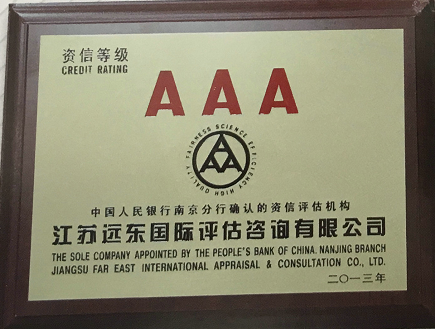 资信等级
CREDIT RATING
AAA
FAIRNESS SCIENCE EFFICIENCY HIGH QUALITY
中国人民银行南京分行确认的资信评估机构
江苏远东国际评估咨询有限公司
THE SOLE COMPANY APPOINTED BY THE PEOPLE'S BANK OF CHINA. NANJING BRANCH
JIANGSU FAR EAST INTERNATIONAL APPRAISAL & CONSULTATION CO., LTD.
二〇一三年